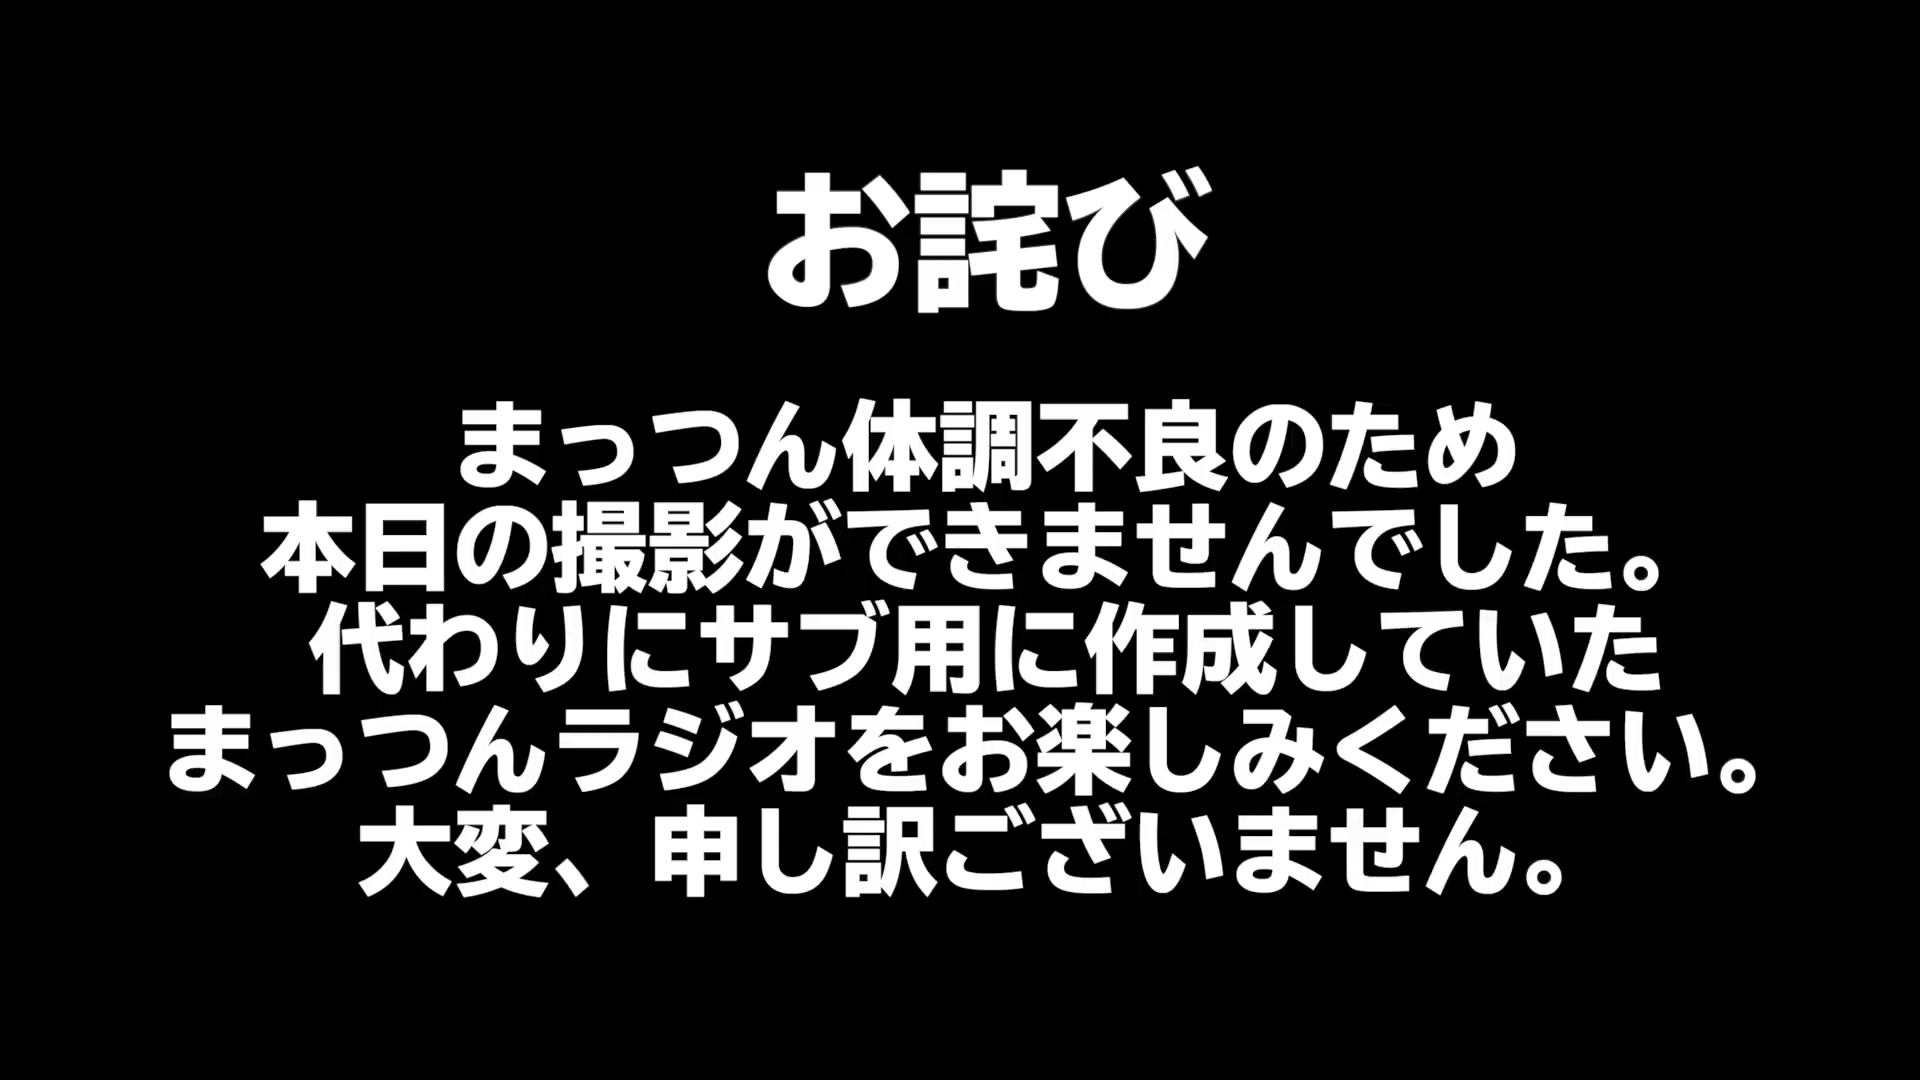 お詫び
まっつん体調不良のため
本日の撮影ができませんでした。
代わりにサブ用に作成していた
まっつんラジオをお楽しみください。
大変、申し訳ございません。